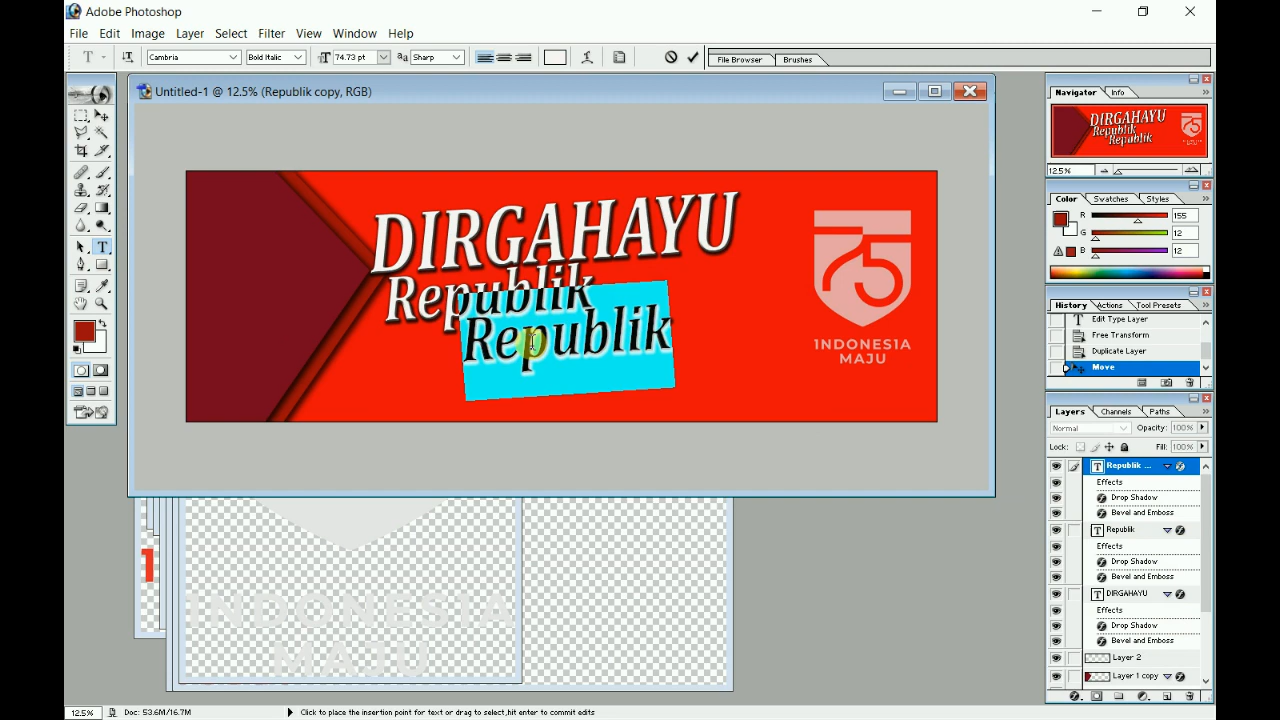 Adobe Photoshop
File Edit Image Layer Select Filter View Window Help
T Cambria Bold Italic 74.73 pt Sharp File Browser Brushes
Untitled-1 @ 12.5% (Republik copy, RGB)
DIRGAHAYU
Republik
Republik
75
INDONES1A
MAJU
1
INDONES1A
MAJU
Navigator Info
DIRGAHAYU
Republik
Republik
12.5%
Color Swatches Styles
R 155
G 12
B 12
History Actions Tool Presets
Edit Type Layer
Free Transform
Duplicate Layer
Move
Layers Channels Paths
Normal Opacity: 100%
Lock: Fill: 100%
T Republik ...
Effects
Drop Shadow
Bevel and Emboss
T Republik
Effects
Drop Shadow
Bevel and Emboss
T DIRGAHAYU
Effects
Drop Shadow
Bevel and Emboss
Layer 2
Layer 1 copy
12.5% Doc: 53.6M/16.7M Click to place the insertion point for text or drag to select,hit enter to commit edits